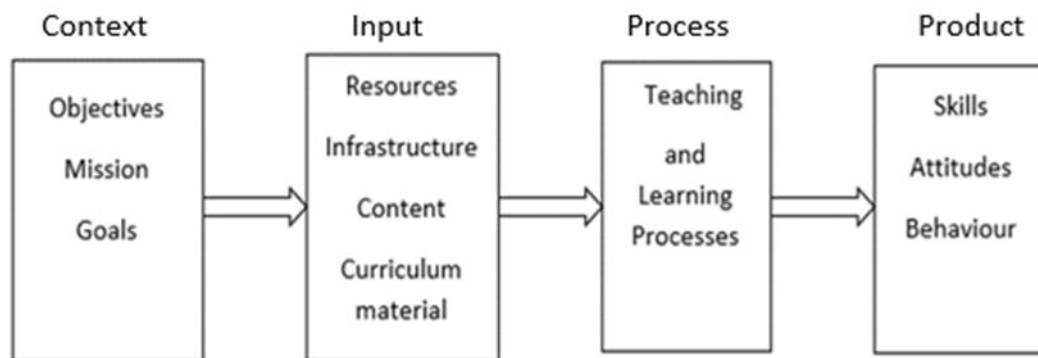 Context
Objectives
Mission
Goals
Input
Resources
Infrastructure
Content
Curriculum
material
Process
Teaching
and
Learning
Processes
Product
Skills
Attitudes
Behaviour